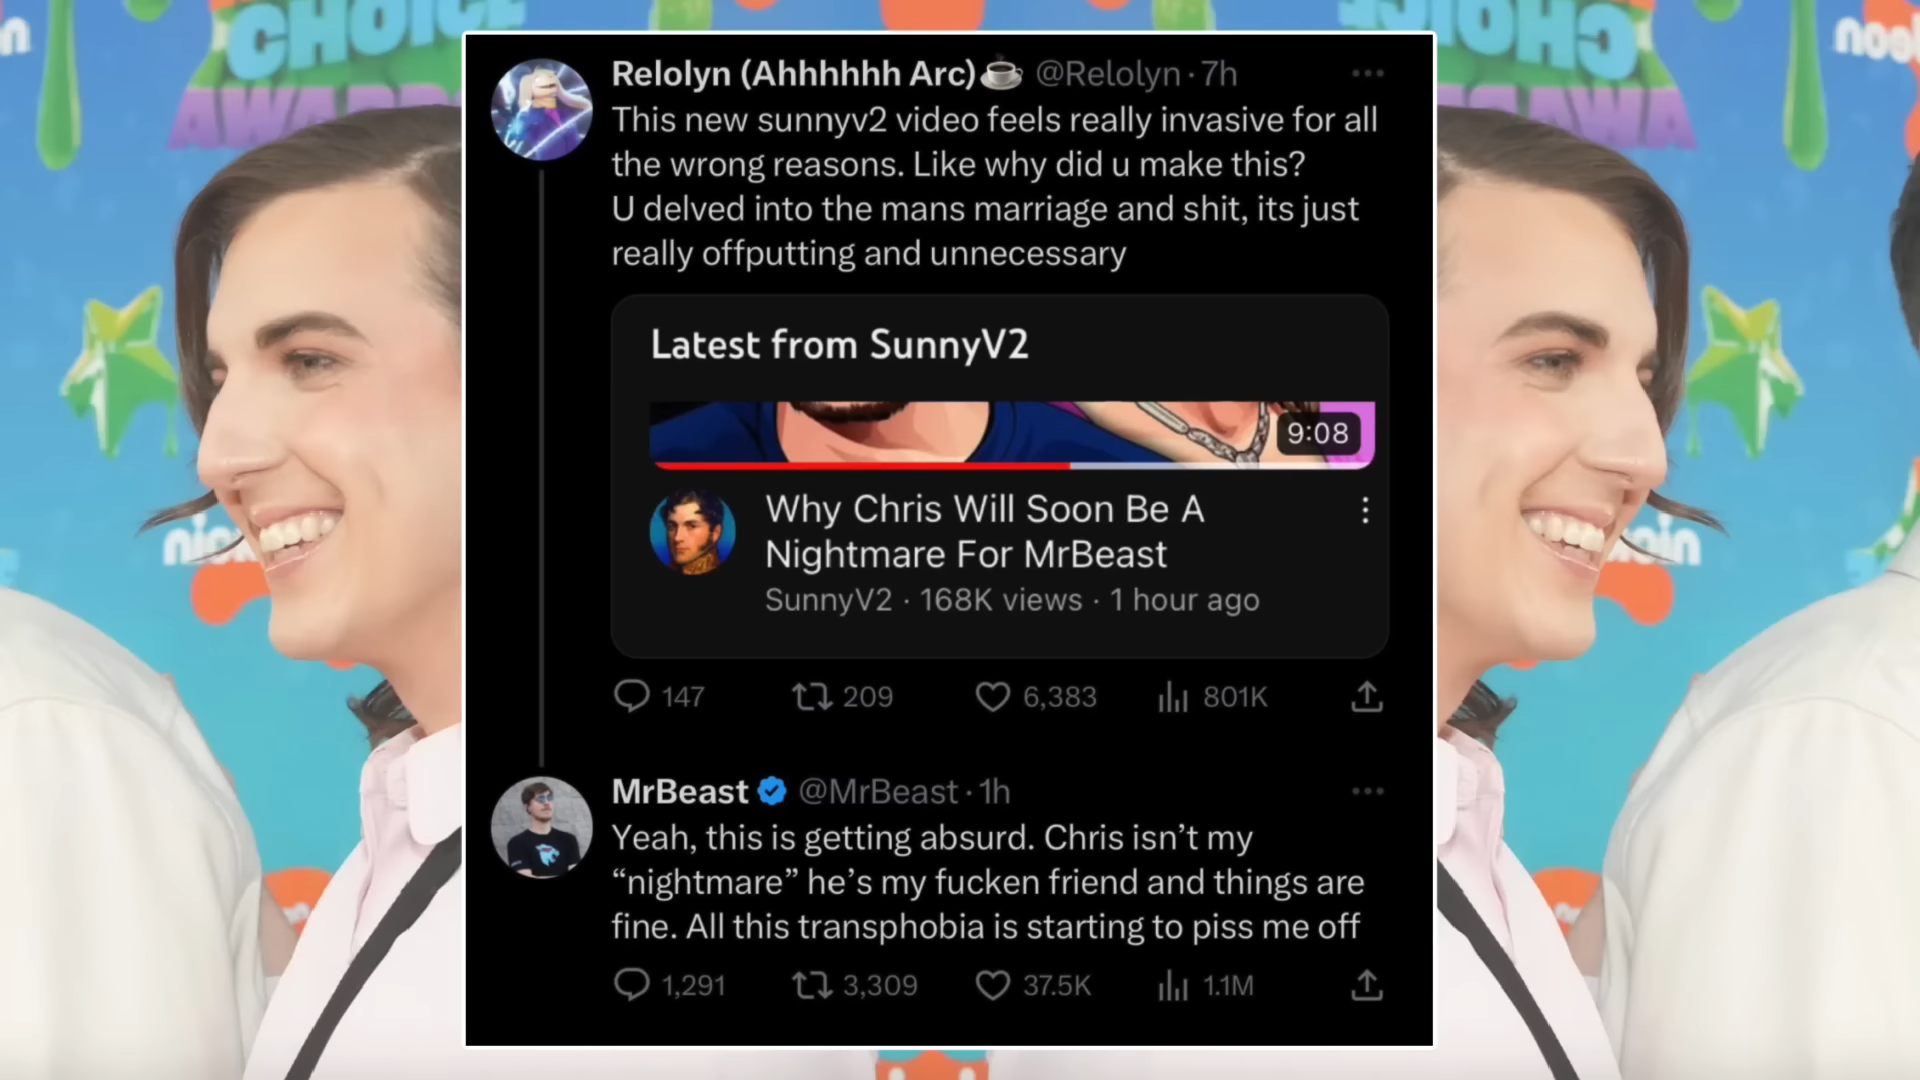 CHOICE
AWARDS
nick
Relolyn (Ahhhhhh Arc)☕ @Relolyn · 7h
This new sunnyv2 video feels really invasive for all
the wrong reasons. Like why did u make this?
U delved into the mans marriage and shit, its just
really offputting and unnecessary
Latest from SunnyV2
9:08
Why Chris Will Soon Be A
Nightmare For MrBeast
SunnyV2 · 168K views · 1 hour ago
147 209 6,383 801K
MrBeast @MrBeast · 1h
Yeah, this is getting absurd. Chris isn’t my
“nightmare” he’s my fucken friend and things are
fine. All this transphobia is starting to piss me off
1,291 3,309 37.5K 1.1M